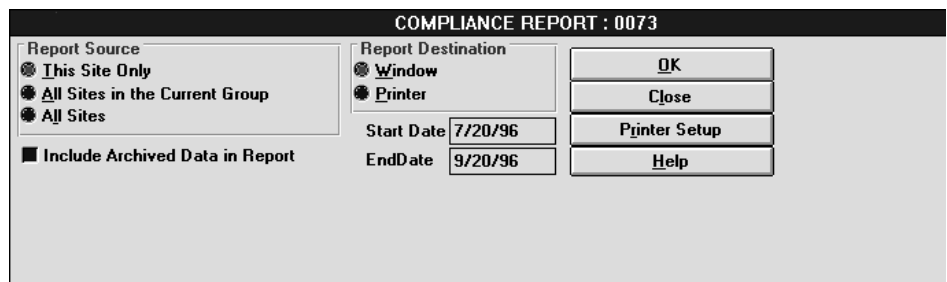 COMPLIANCE REPORT : 0073
Report Source
This Site Only
All Sites in the Current Group
All Sites
Include Archived Data in Report
Report Destination
Window
Printer
Start Date 7/20/96
EndDate 9/20/96
OK
Close
Printer Setup
Help